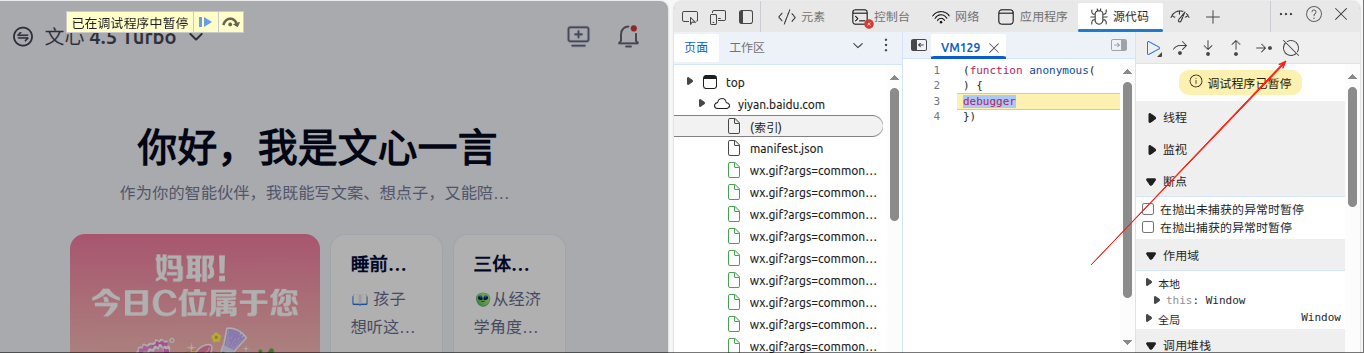 已在调试程序中暂停
文心 4.5 Turbo
你好，我是文心一言
作为你的智能伙伴，我既能写文案、想点子，又能陪…
妈耶！
今日C位属于您
睡前…
孩子
想听这…
三体…
从经济
学角度…
元素
控制台
网络
应用程序
源代码
页面
工作区
top
yiyan.baidu.com
(索引)
manifest.json
wx.gif?args=common…
wx.gif?args=common…
wx.gif?args=common…
wx.gif?args=common…
wx.gif?args=common…
wx.gif?args=common…
wx.gif?args=common…
wx.gif?args=common…
wx.gif?args=common…
VM129
1 (function anonymous(
2 ) {
3 debugger
4 })
调试程序已暂停
线程
监视
断点
在抛出未捕获的异常时暂停
在抛出捕获的异常时暂停
作用域
本地
this: Window
全局 Window
调用堆栈